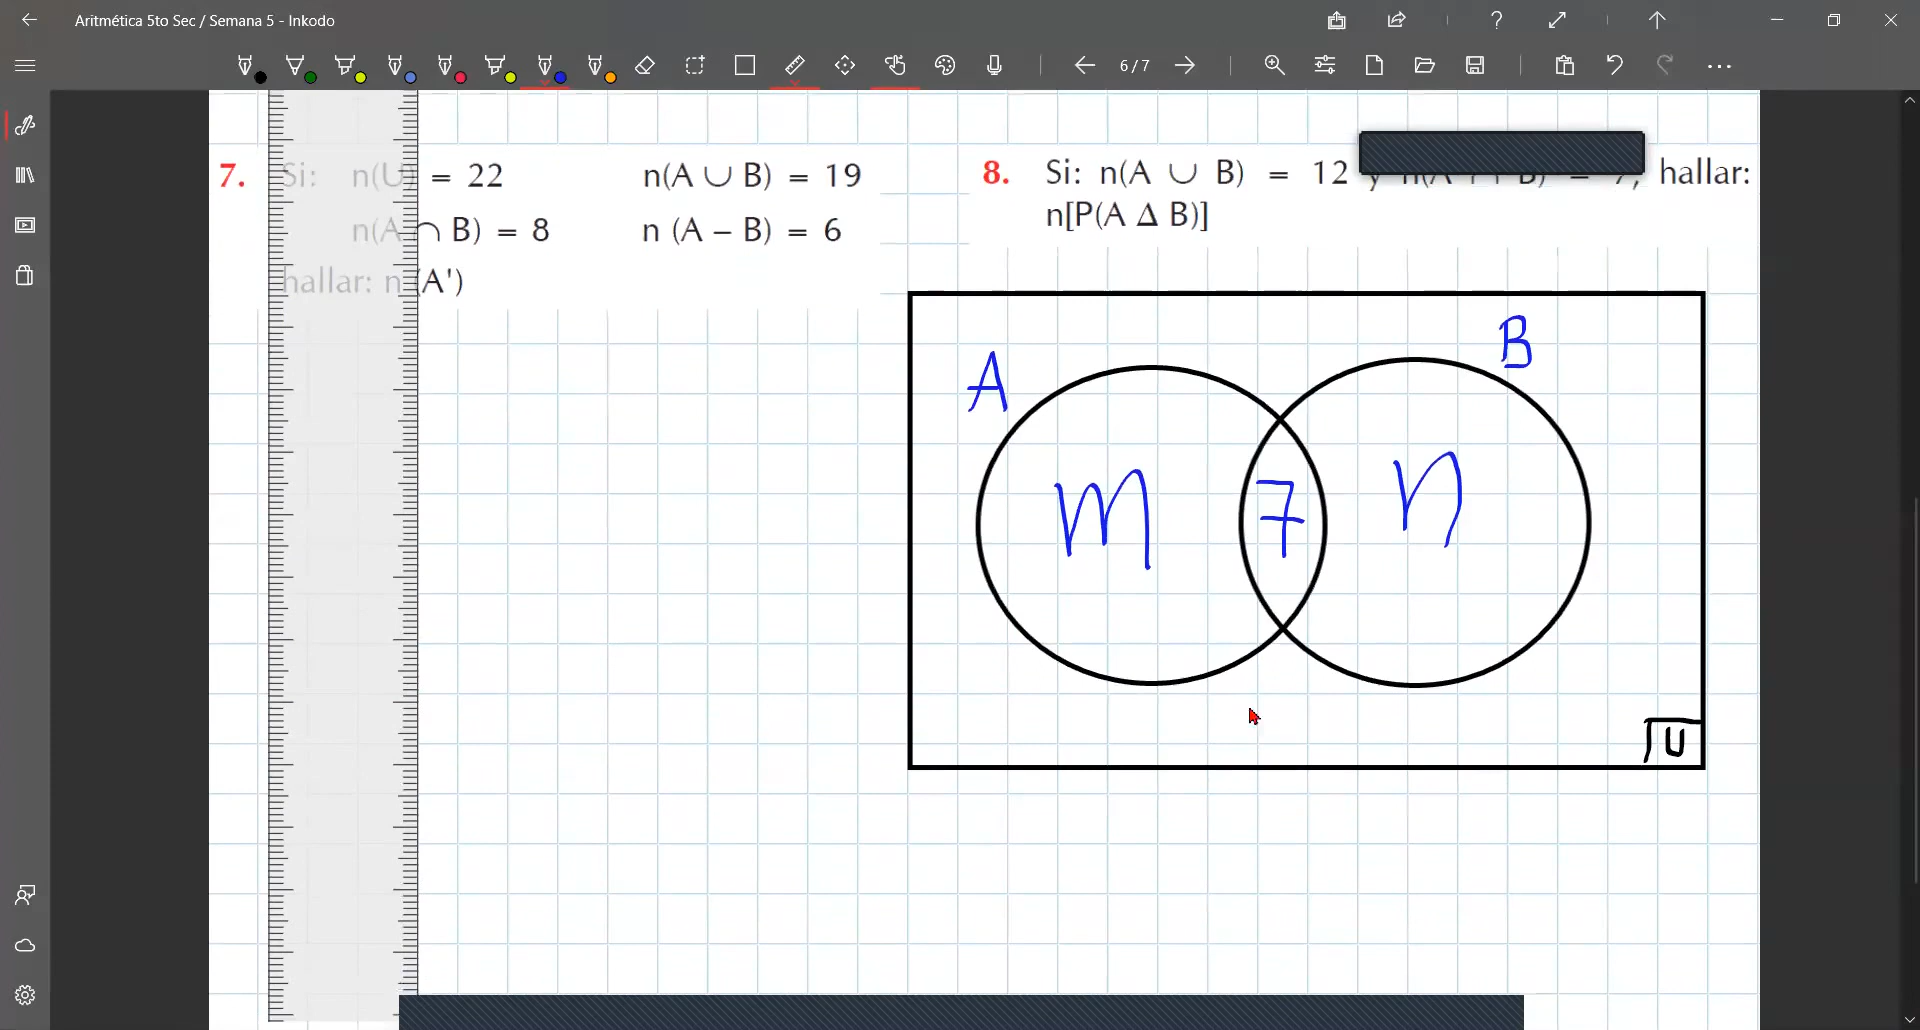 Aritmética 5to Sec / Semana 5 - Inkodo
6 / 7
7. Si: n(U) = 22 n(A ∪ B) = 19
n(A ∩ B) = 8 n (A – B) = 6
hallar: n (A')
8. Si: n(A ∪ B) = 12 y hallar:
n[P(A Δ B)]
A
B
m
7
n
U